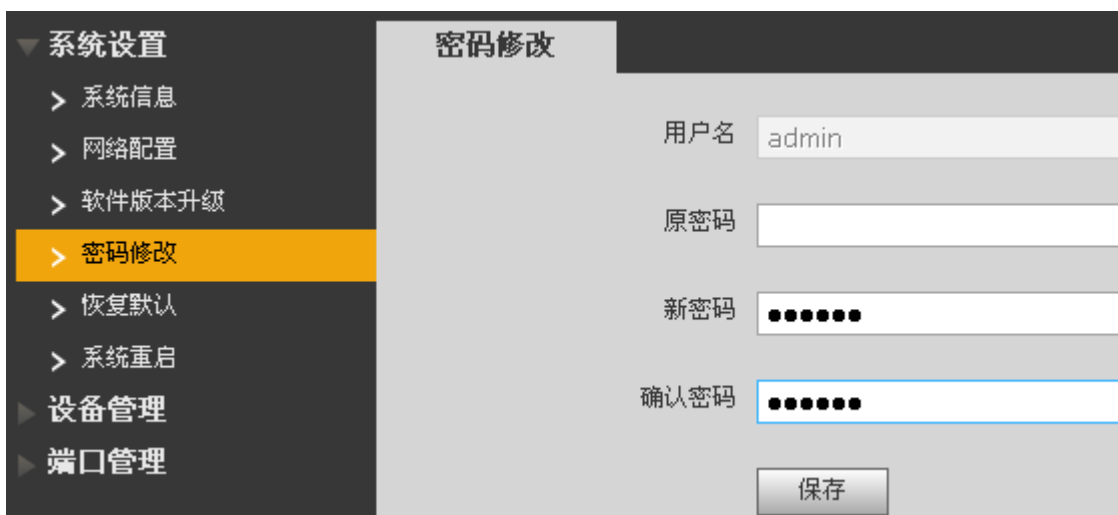 系统设置
系统信息
网络配置
软件版本升级
密码修改
恢复默认
系统重启
设备管理
端口管理
密码修改
用户名 admin
原密码
新密码 ●●●●●●
确认密码 ●●●●●●
保存